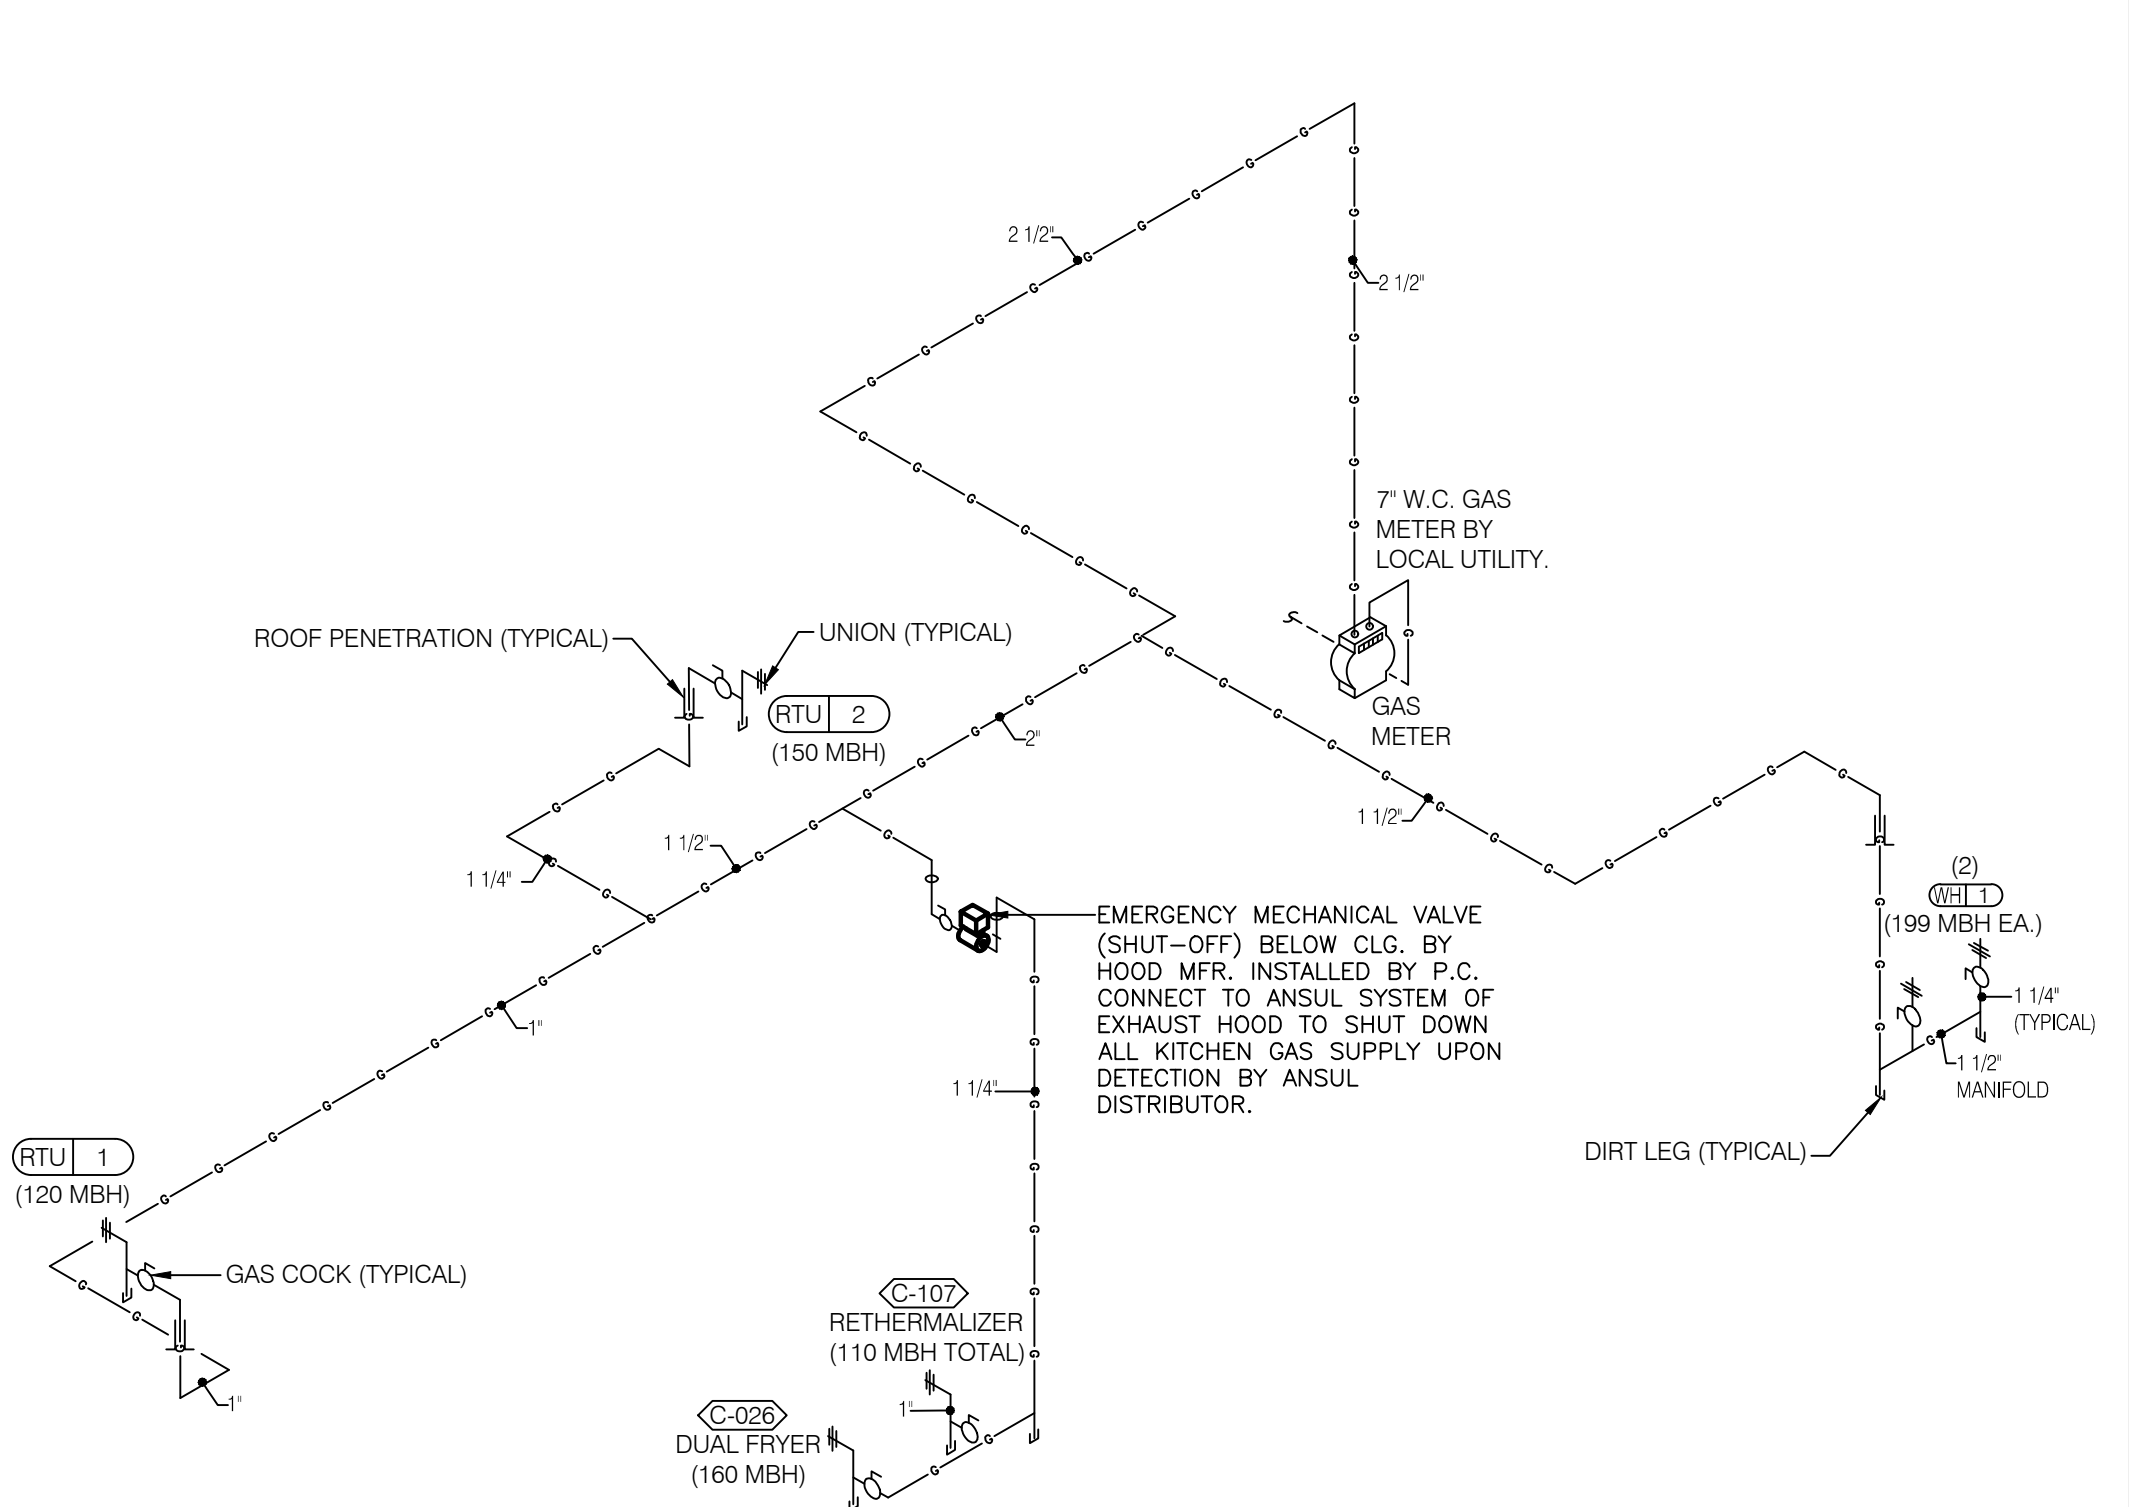 2 1/2"
2 1/2"
7" W.C. GAS
METER BY
LOCAL UTILITY.
GAS
METER
ROOF PENETRATION (TYPICAL)
UNION (TYPICAL)
RTU 2
(150 MBH)
2"
1 1/2"
1 1/2"
1 1/4"
(2)
WH 1
(199 MBH EA.)
1 1/4"
(TYPICAL)
1 1/2"
MANIFOLD
DIRT LEG (TYPICAL)
EMERGENCY MECHANICAL VALVE
(SHUT-OFF) BELOW CLG. BY
HOOD MFR. INSTALLED BY P.C.
CONNECT TO ANSUL SYSTEM OF
EXHAUST HOOD TO SHUT DOWN
ALL KITCHEN GAS SUPPLY UPON
DETECTION BY ANSUL
DISTRIBUTOR.
1"
1 1/4"
RTU 1
(120 MBH)
GAS COCK (TYPICAL)
1"
C-107
RETHERMALIZER
(110 MBH TOTAL)
1"
C-026
DUAL FRYER
(160 MBH)